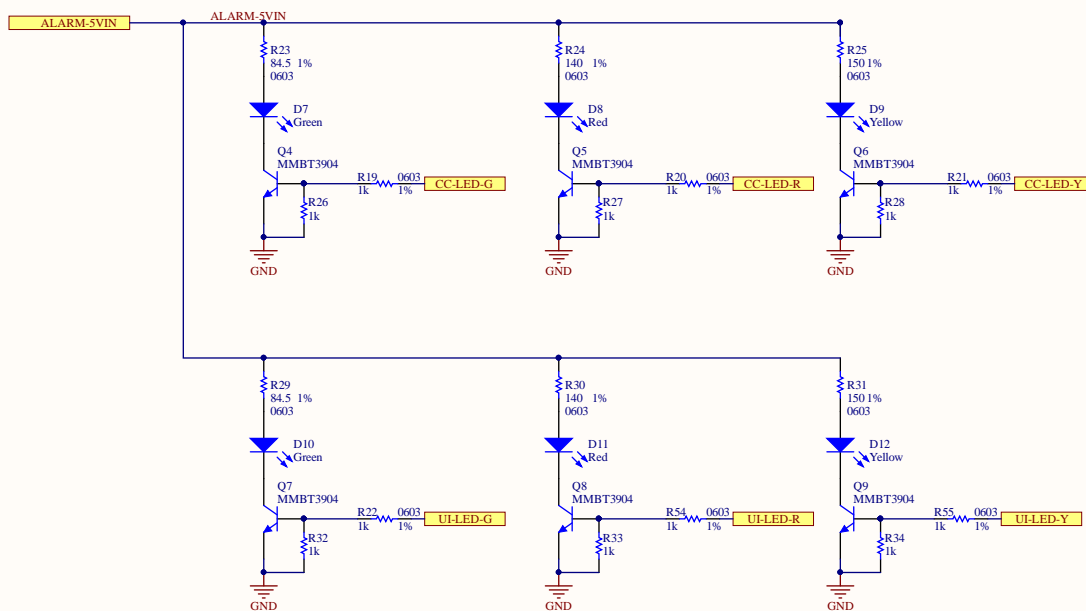 ALARM-5VIN
ALARM-5VIN
R23
84.5 1%
0603
R24
140 1%
0603
R25
150 1%
0603
D7
Green
D8
Red
D9
Yellow
Q4
MMBT3904
Q5
MMBT3904
Q6
MMBT3904
R19
1k
0603
1%
CC-LED-G
R20
1k
0603
1%
CC-LED-R
R21
1k
0603
1%
CC-LED-Y
R26
1k
R27
1k
R28
1k
GND
GND
GND
R29
84.5 1%
0603
R30
140 1%
0603
R31
150 1%
0603
D10
Green
D11
Red
D12
Yellow
Q7
MMBT3904
Q8
MMBT3904
Q9
MMBT3904
R22
1k
0603
1%
UI-LED-G
R54
1k
0603
1%
UI-LED-R
R55
1k
0603
1%
UI-LED-Y
R32
1k
R33
1k
R34
1k
GND
GND
GND